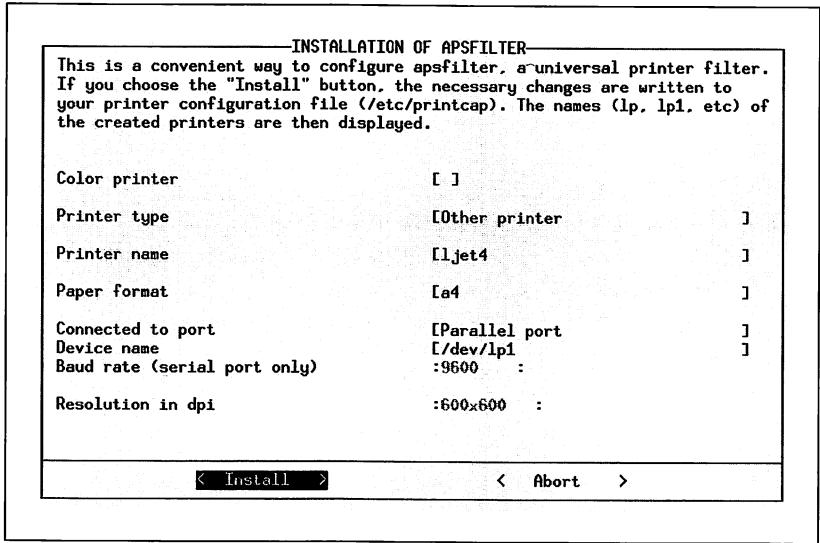 INSTALLATION OF APSFILTER
This is a convenient way to configure apsfilter, a universal printer filter.
If you choose the "Install" button, the necessary changes are written to
your printer configuration file (/etc/printcap). The names (lp, lp1, etc) of
the created printers are then displayed.
Color printer [ ]
Printer type [Other printer ]
Printer name [ljet4 ]
Paper format [a4 ]
Connected to port [Parallel port ]
Device name [/dev/lp1 ]
Baud rate (serial port only) :9600 :
Resolution in dpi :600x600 :
< Install > < Abort >